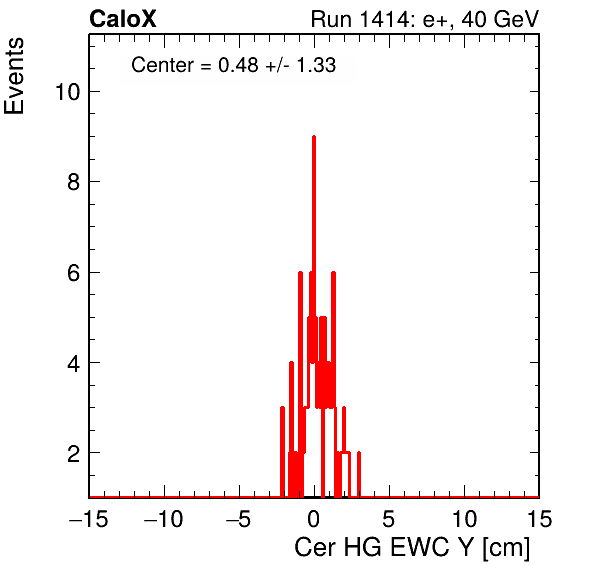 CaloX Run 1414: e+, 40 GeV
Events
Center = 0.48 +/- 1.33
10
8
6
4
2
−15 −10 −5 0 5 10 15
Cer HG EWC Y [cm]